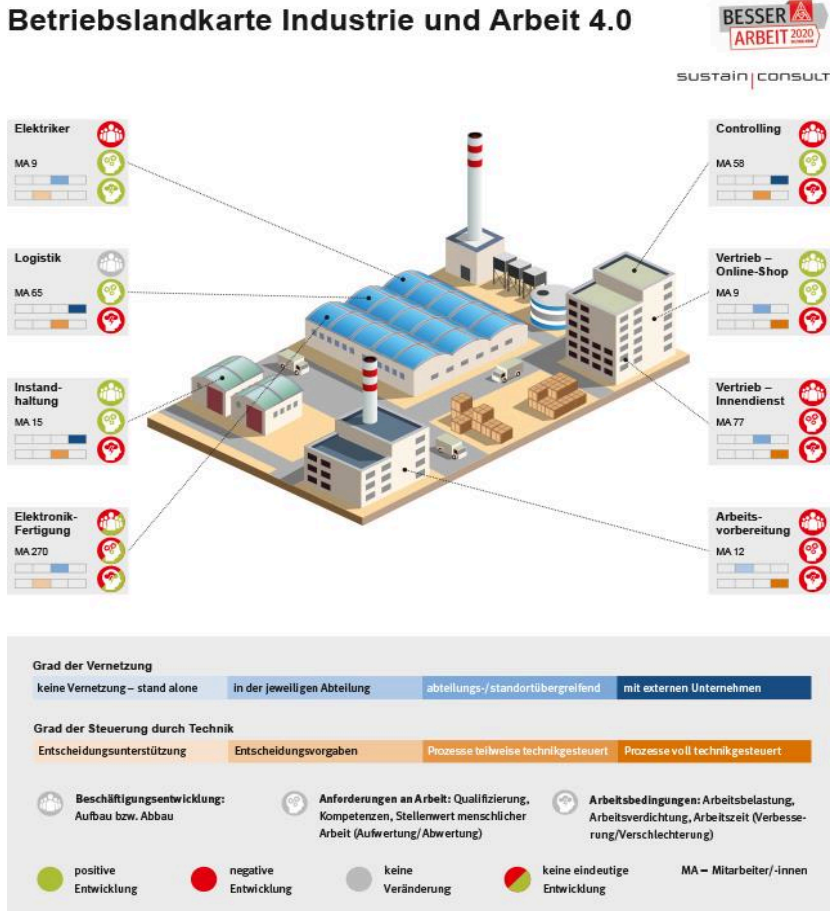 Betriebslandkarte Industrie und Arbeit 4.0
BESSER
ARBEIT 2020
sustain|consult
Elektriker
MA 9
Logistik
MA 65
Instand-
haltung
MA 15
Elektronik-
Fertigung
MA 270
Controlling
MA 58
Vertrieb –
Online-Shop
MA 9
Vertrieb –
Innendienst
MA 77
Arbeits-
vorbereitung
MA 12
Grad der Vernetzung
keine Vernetzung – stand alone
in der jeweiligen Abteilung
abteilungs-/standortübergreifend
mit externen Unternehmen
Grad der Steuerung durch Technik
Entscheidungsunterstützung
Entscheidungsvorgaben
Prozesse teilweise technikgesteuert
Prozesse voll technikgesteuert
Beschäftigungsentwicklung:
Aufbau bzw. Abbau
Anforderungen an Arbeit: Qualifizierung,
Kompetenzen, Stellenwert menschlicher
Arbeit (Aufwertung/Abwertung)
Arbeitsbedingungen: Arbeitsbelastung,
Arbeitsverdichtung, Arbeitszeit (Verbesse-
rung/Verschlechterung)
positive
Entwicklung
negative
Entwicklung
keine
Veränderung
keine eindeutige
Entwicklung
MA – Mitarbeiter/-innen